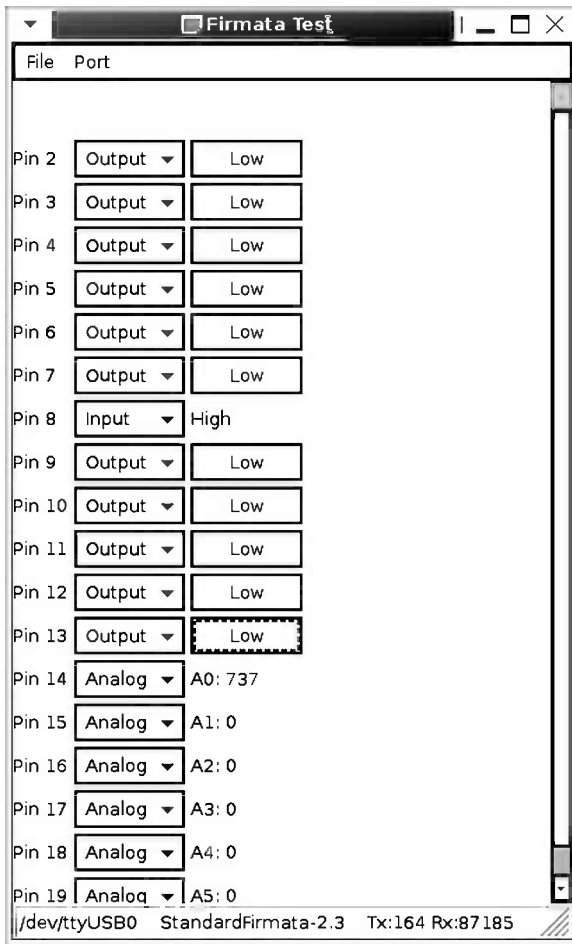 Firmata Test
File Port
Pin 2 Output Low
Pin 3 Output Low
Pin 4 Output Low
Pin 5 Output Low
Pin 6 Output Low
Pin 7 Output Low
Pin 8 Input High
Pin 9 Output Low
Pin 10 Output Low
Pin 11 Output Low
Pin 12 Output Low
Pin 13 Output Low
Pin 14 Analog A0: 737
Pin 15 Analog A1: 0
Pin 16 Analog A2: 0
Pin 17 Analog A3: 0
Pin 18 Analog A4: 0
Pin 19 Analog A5: 0
/dev/ttyUSB0 StandardFirmata-2.3 Tx:164 Rx:87185